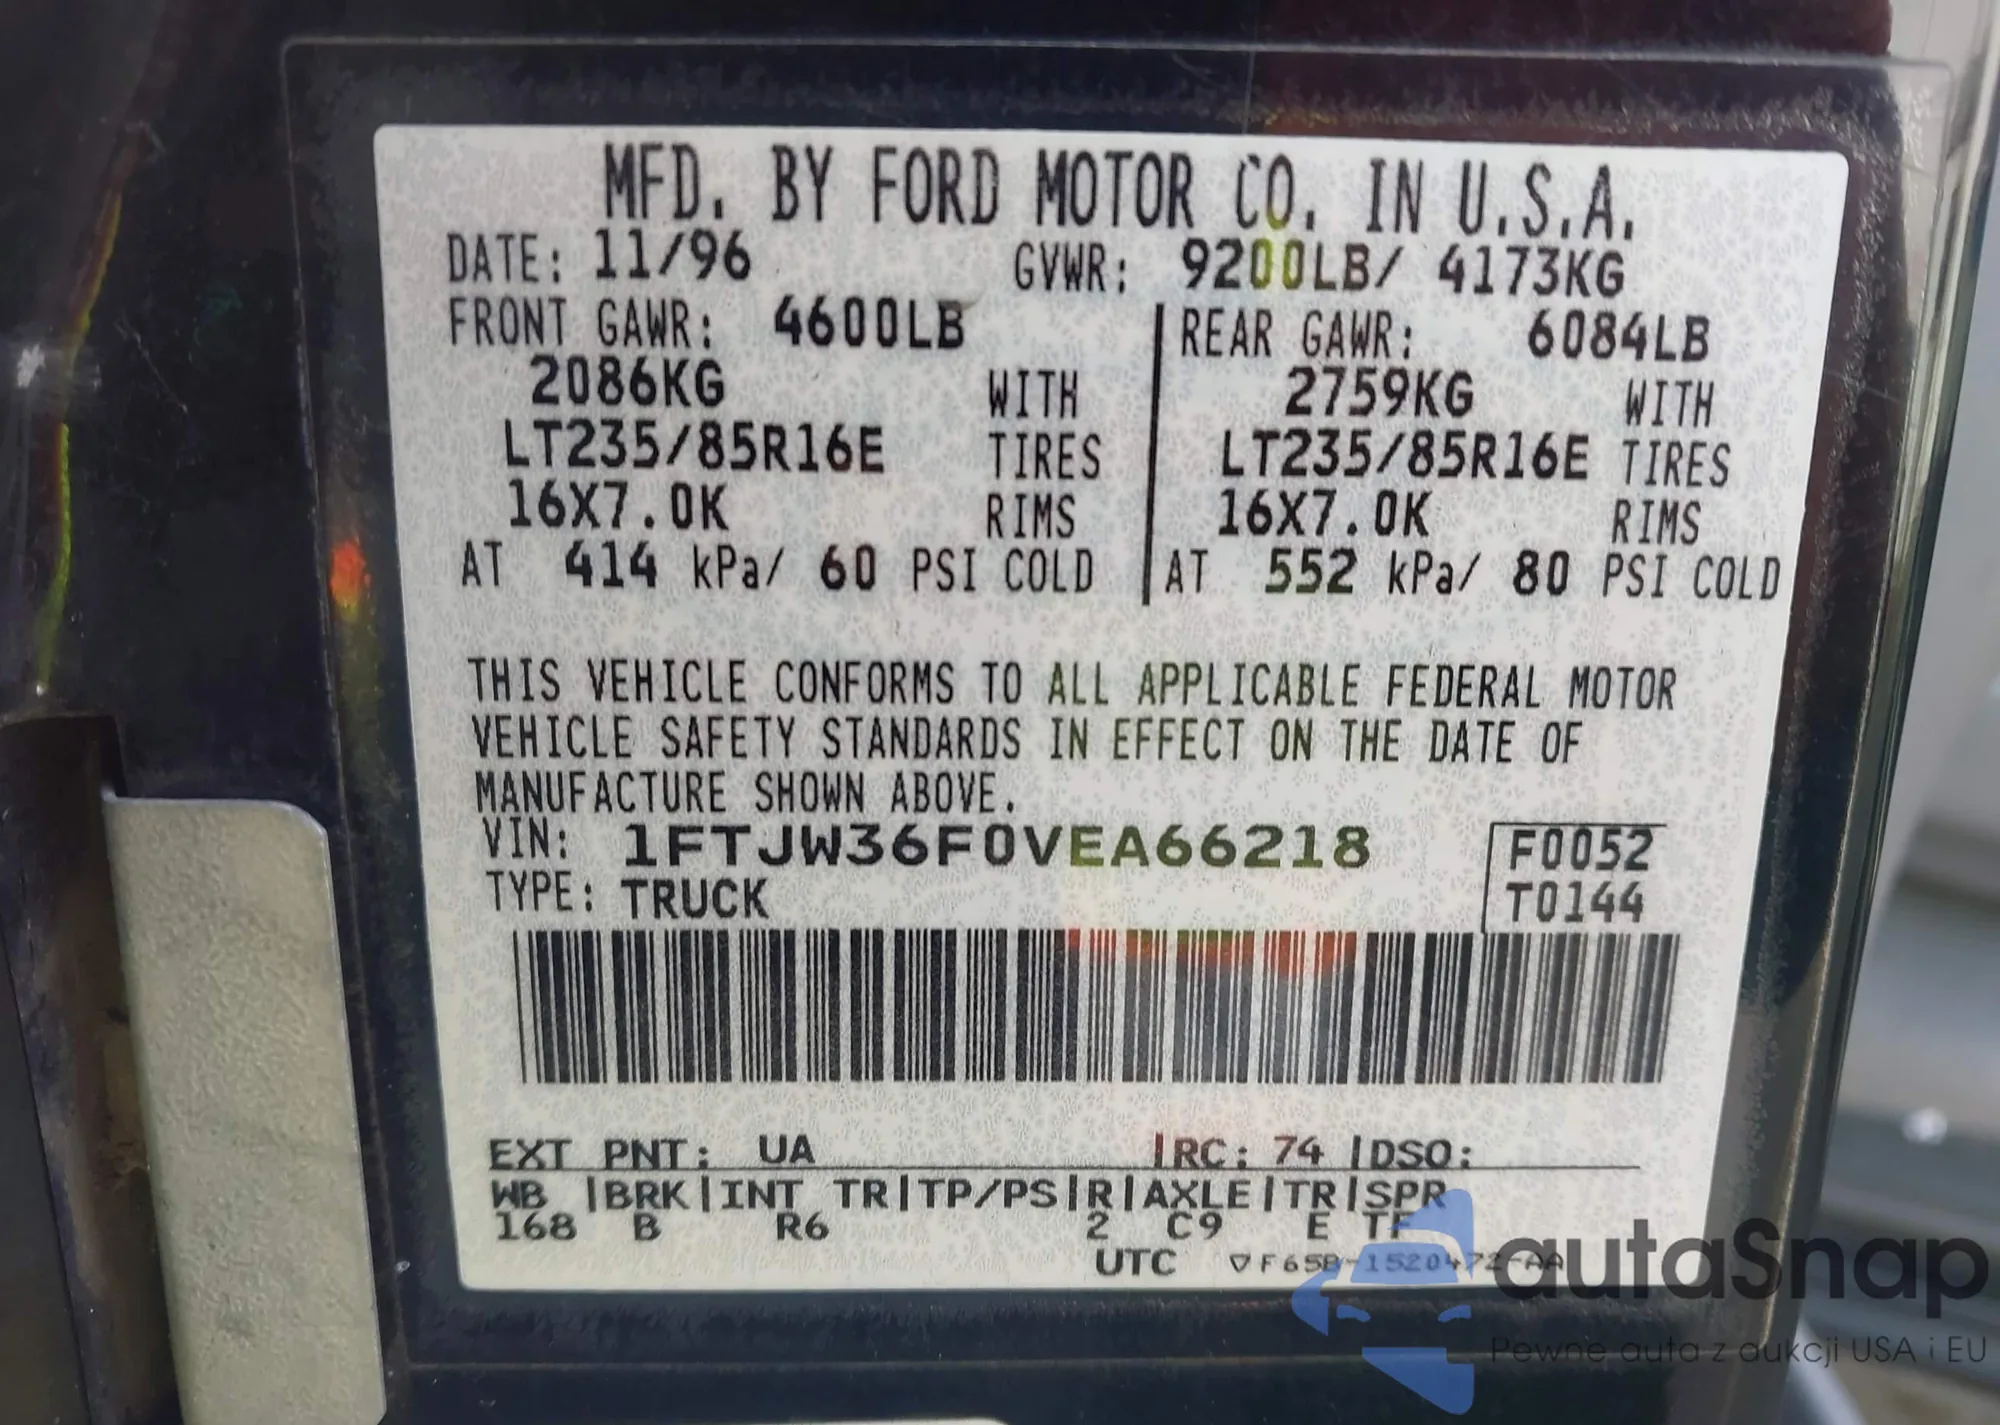 MFD. BY FORD MOTOR CO. IN U.S.A.
DATE: 11/96 GVWR: 9200LB/ 4173KG
FRONT GAWR: 4600LB REAR GAWR: 6084LB
2086KG WITH 2759KG WITH
LT235/85R16E TIRES LT235/85R16E TIRES
16X7.0K RIMS 16X7.0K RIMS
AT 414 kPa/ 60 PSI COLD AT 552 kPa/ 80 PSI COLD
THIS VEHICLE CONFORMS TO ALL APPLICABLE FEDERAL MOTOR
VEHICLE SAFETY STANDARDS IN EFFECT ON THE DATE OF
MANUFACTURE SHOWN ABOVE.
VIN: 1FTJW36F0VEA66218 F0052
TYPE: TRUCK T0144
EXT PNT: UA |RC: 74 |DSO:
WB |BRK|INT TR|TP/PS|R|AXLE|TR|SPR
168 B R6 2 C9 E TF
UTC ▽F65B-1520472-AA
autaSnap
Pewne auta z aukcji USA i EU